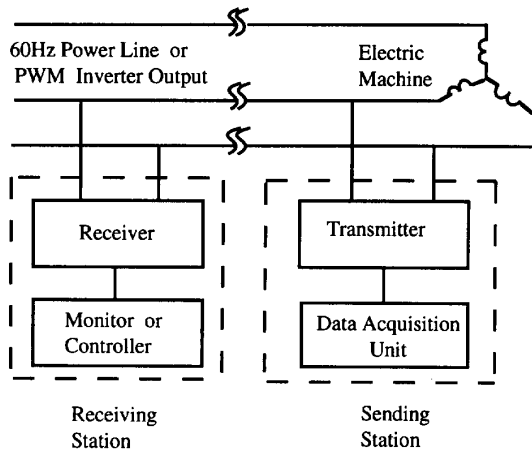 60Hz Power Line or
PWM Inverter Output
Electric
Machine
Receiver
Transmitter
Monitor or
Controller
Data Acquisition
Unit
Receiving
Station
Sending
Station